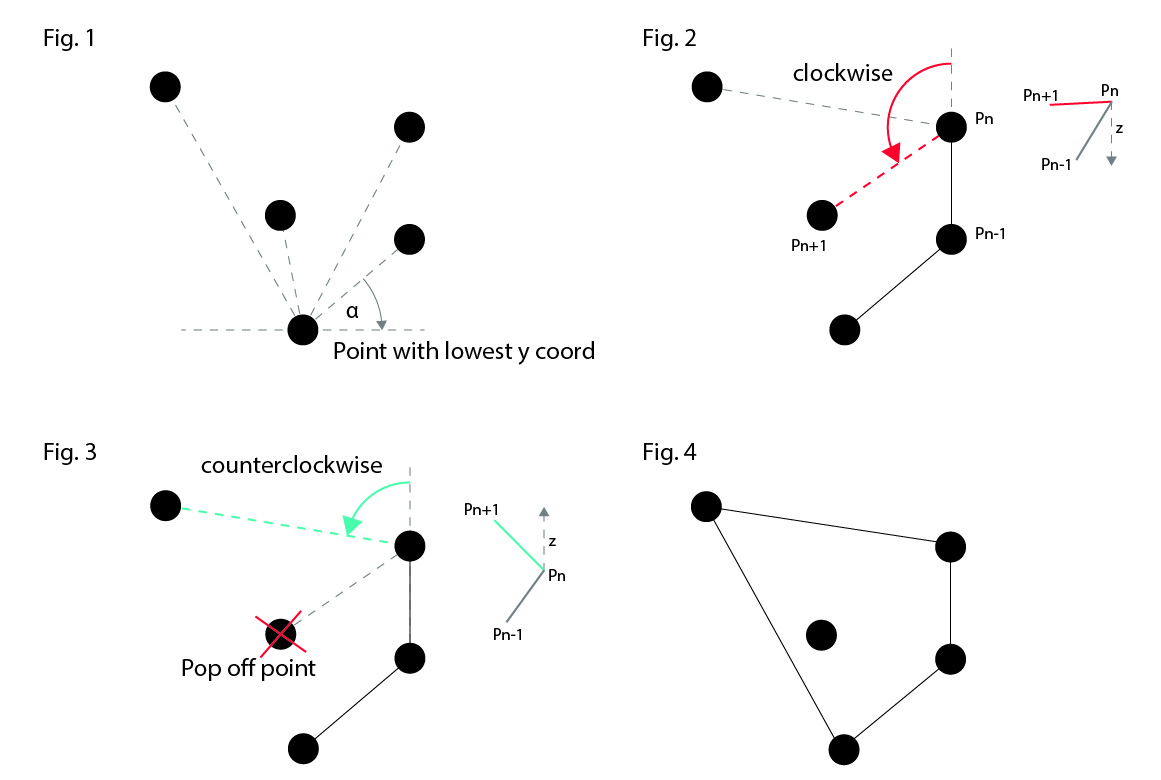 Fig. 1
α
Point with lowest y coord
Fig. 2
clockwise
Pn
Pn+1
Pn-1
Pn+1
Pn
z
Pn-1
Fig. 3
counterclockwise
Pop off point
Pn+1
z
Pn
Pn-1
Fig. 4